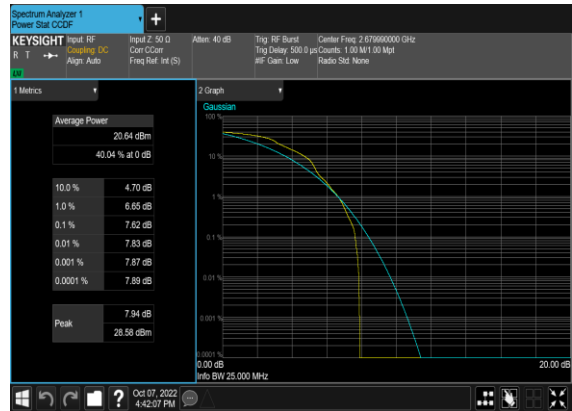 Spectrum Analyzer 1
Power Stat CCDF
KEYSIGHT
R T
LV
Input: RF
Coupling: DC
Align: Auto
Input Z: 50 Ω
Corr CCorr
Freq Ref: Int (S)
Atten: 40 dB
Trig: RF Burst
Trig Delay: 500.0 µs
#IF Gain: Low
Center Freq: 2.679990000 GHz
Counts: 1.00 M/1.00 Mpt
Radio Std: None
1 Metrics
Average Power
20.64 dBm
40.04 % at 0 dB
10.0 % 4.70 dB
1.0 % 6.65 dB
0.1 % 7.62 dB
0.01 % 7.83 dB
0.001 % 7.87 dB
0.0001 % 7.89 dB
Peak
7.94 dB
28.58 dBm
2 Graph
Gaussian
100 %
10 %
1 %
0.1 %
0.01 %
0.001 %
0.0001 %
0.00 dB 20.00 dB
Info BW 25.000 MHz
?
Oct 07, 2022
4:42:07 PM